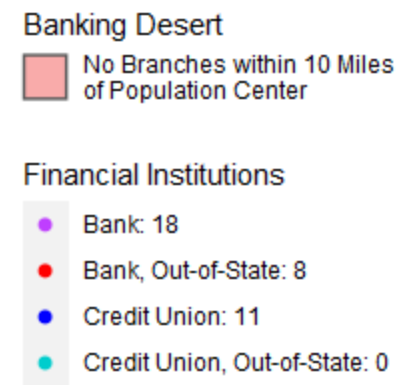 Banking Desert
No Branches within 10 Miles
of Population Center
Financial Institutions
Bank: 18
Bank, Out-of-State: 8
Credit Union: 11
Credit Union, Out-of-State: 0